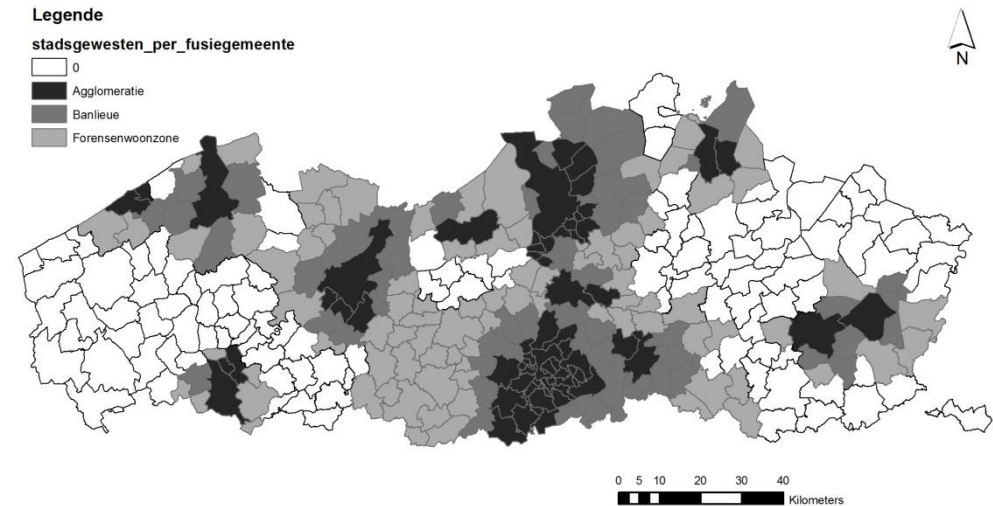 Legende
stadsgewesten_per_fusiegemeente
0
Agglomeratie
Banlieue
Forensenwoonzone
N
0 5 10 20 30 40
Kilometers